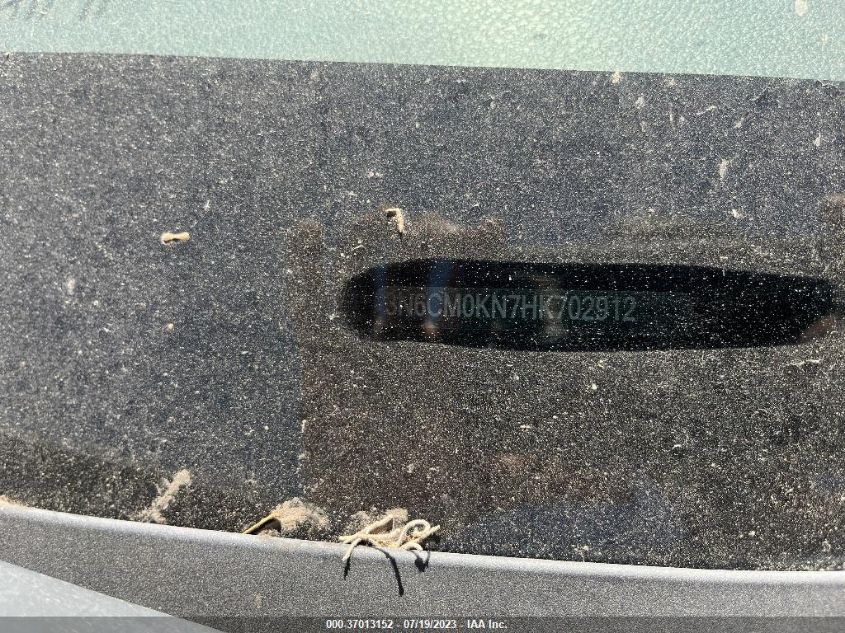 3N6CM0KN7HK702912
000-37013152 - 07/19/2023 - IAA Inc.